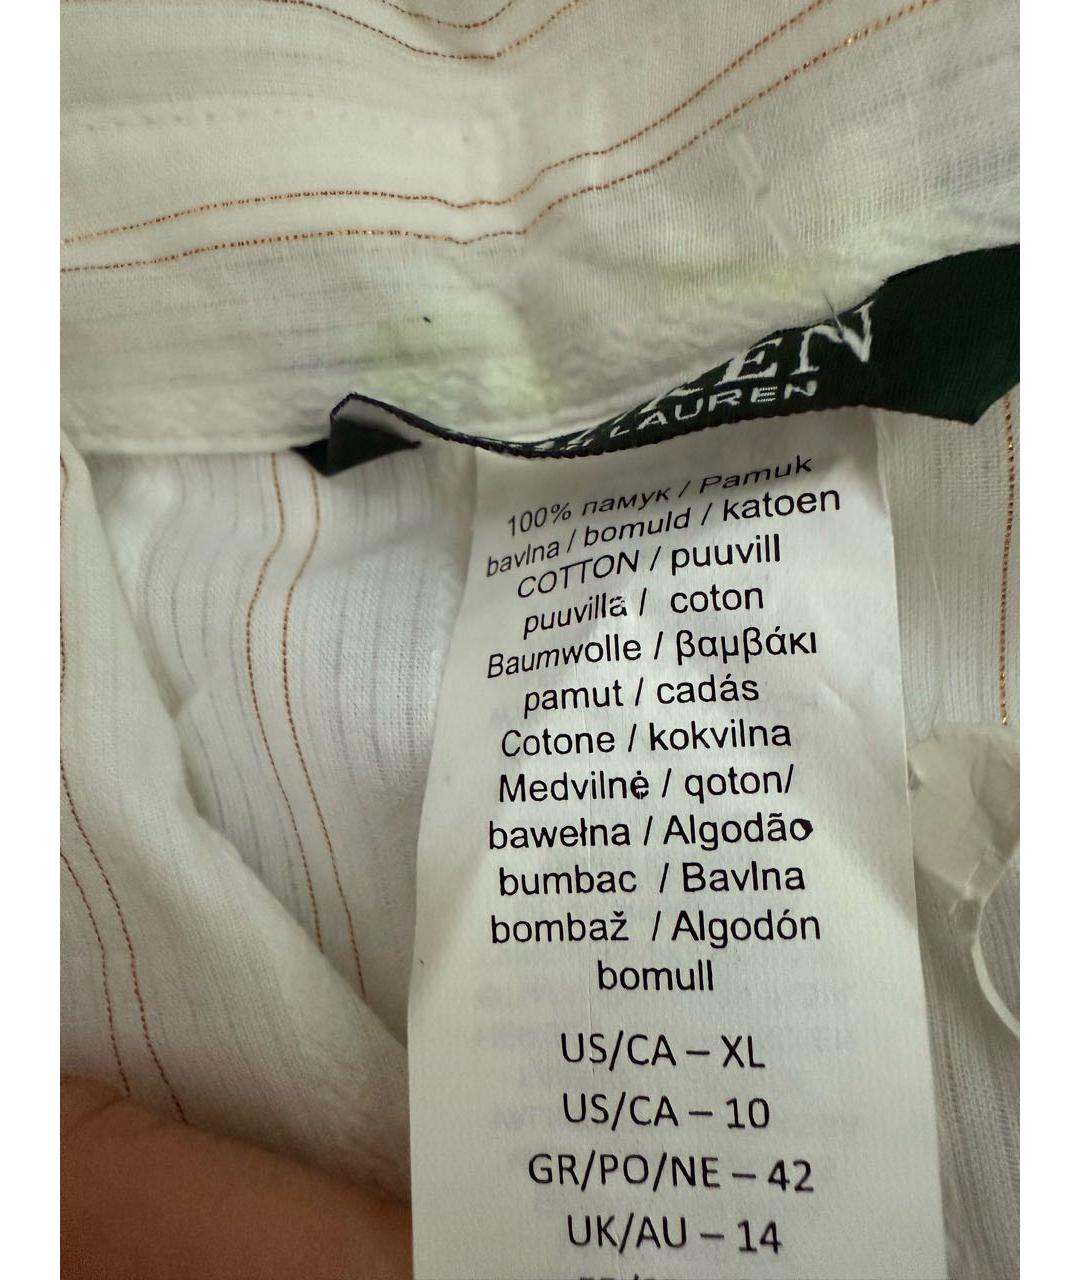 LAUREN
100% памук / Pamuk
bavlna / bomuld / katoen
COTTON / puuvill
puuvilla / coton
Baumwolle / βαμβάκι
pamut / cadás
Cotone / kokvilna
Medvilnė / qoton/
bawełna / Algodão
bumbac / Bavlna
bombaž / Algodón
bomull
US/CA – XL
US/CA – 10
GR/PO/NE – 42
UK/AU – 14